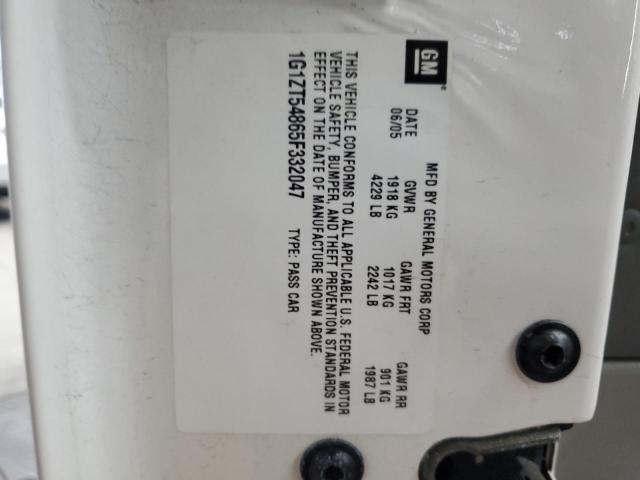 GM
MFD BY GENERAL MOTORS CORP
DATE GVWR GAWR FRT GAWR RR
06/05 1918 KG 1017 KG 901 KG
4229 LB 2242 LB 1987 LB
THIS VEHICLE CONFORMS TO ALL APPLICABLE U.S. FEDERAL MOTOR
VEHICLE SAFETY, BUMPER, AND THEFT PREVENTION STANDARDS IN
EFFECT ON THE DATE OF MANUFACTURE SHOWN ABOVE.
1G1ZT54865F332047 TYPE: PASS CAR